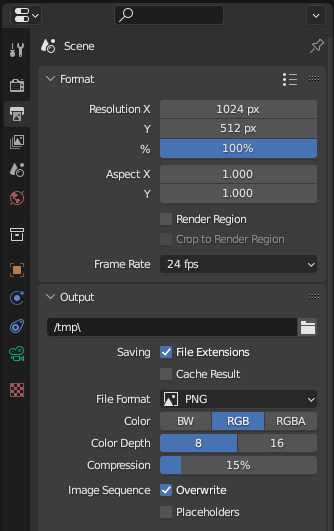 Scene
Format
Resolution X 1024 px
Y 512 px
% 100%
Aspect X 1.000
Y 1.000
Render Region
Crop to Render Region
Frame Rate 24 fps
Output
/tmp\
Saving File Extensions
Cache Result
File Format PNG
Color BW RGB RGBA
Color Depth 8 16
Compression 15%
Image Sequence Overwrite
Placeholders